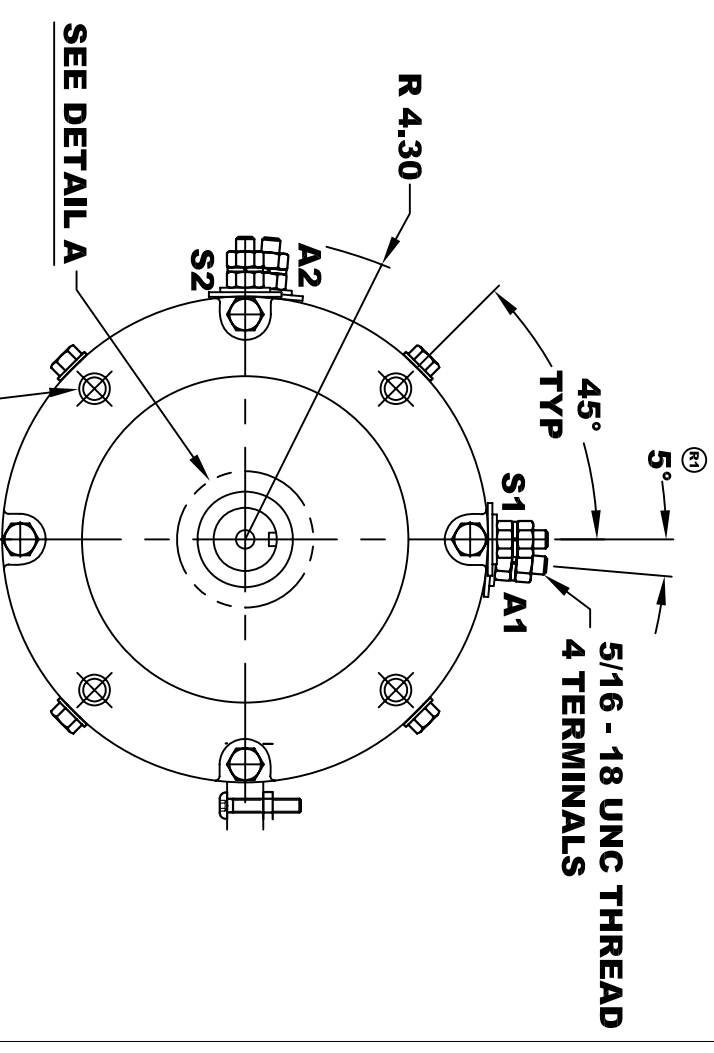 R1
5°
45°
TYP
5/16 - 18 UNC THREAD
4 TERMINALS
S1
A1
R 4.30
A2
S2
SEE DETAIL A